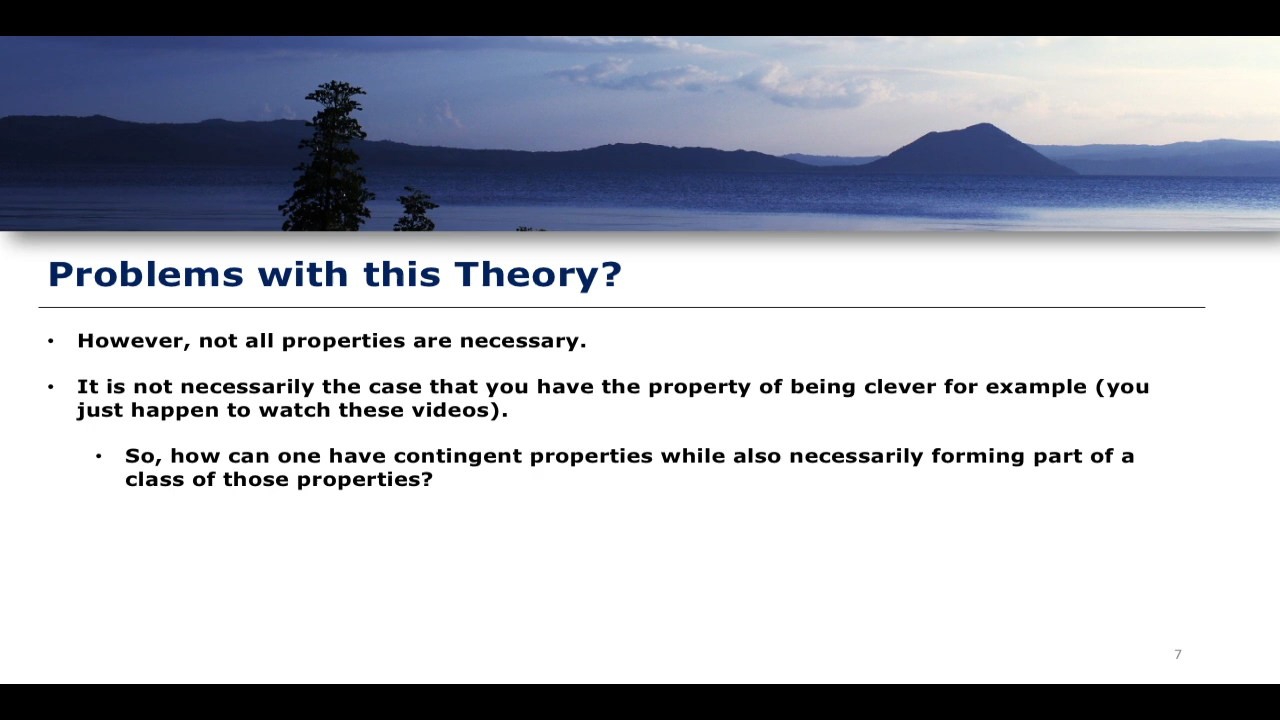 Problems with this Theory?
• However, not all properties are necessary.
• It is not necessarily the case that you have the property of being clever for example (you
just happen to watch these videos).
• So, how can one have contingent properties while also necessarily forming part of a
class of those properties?
7